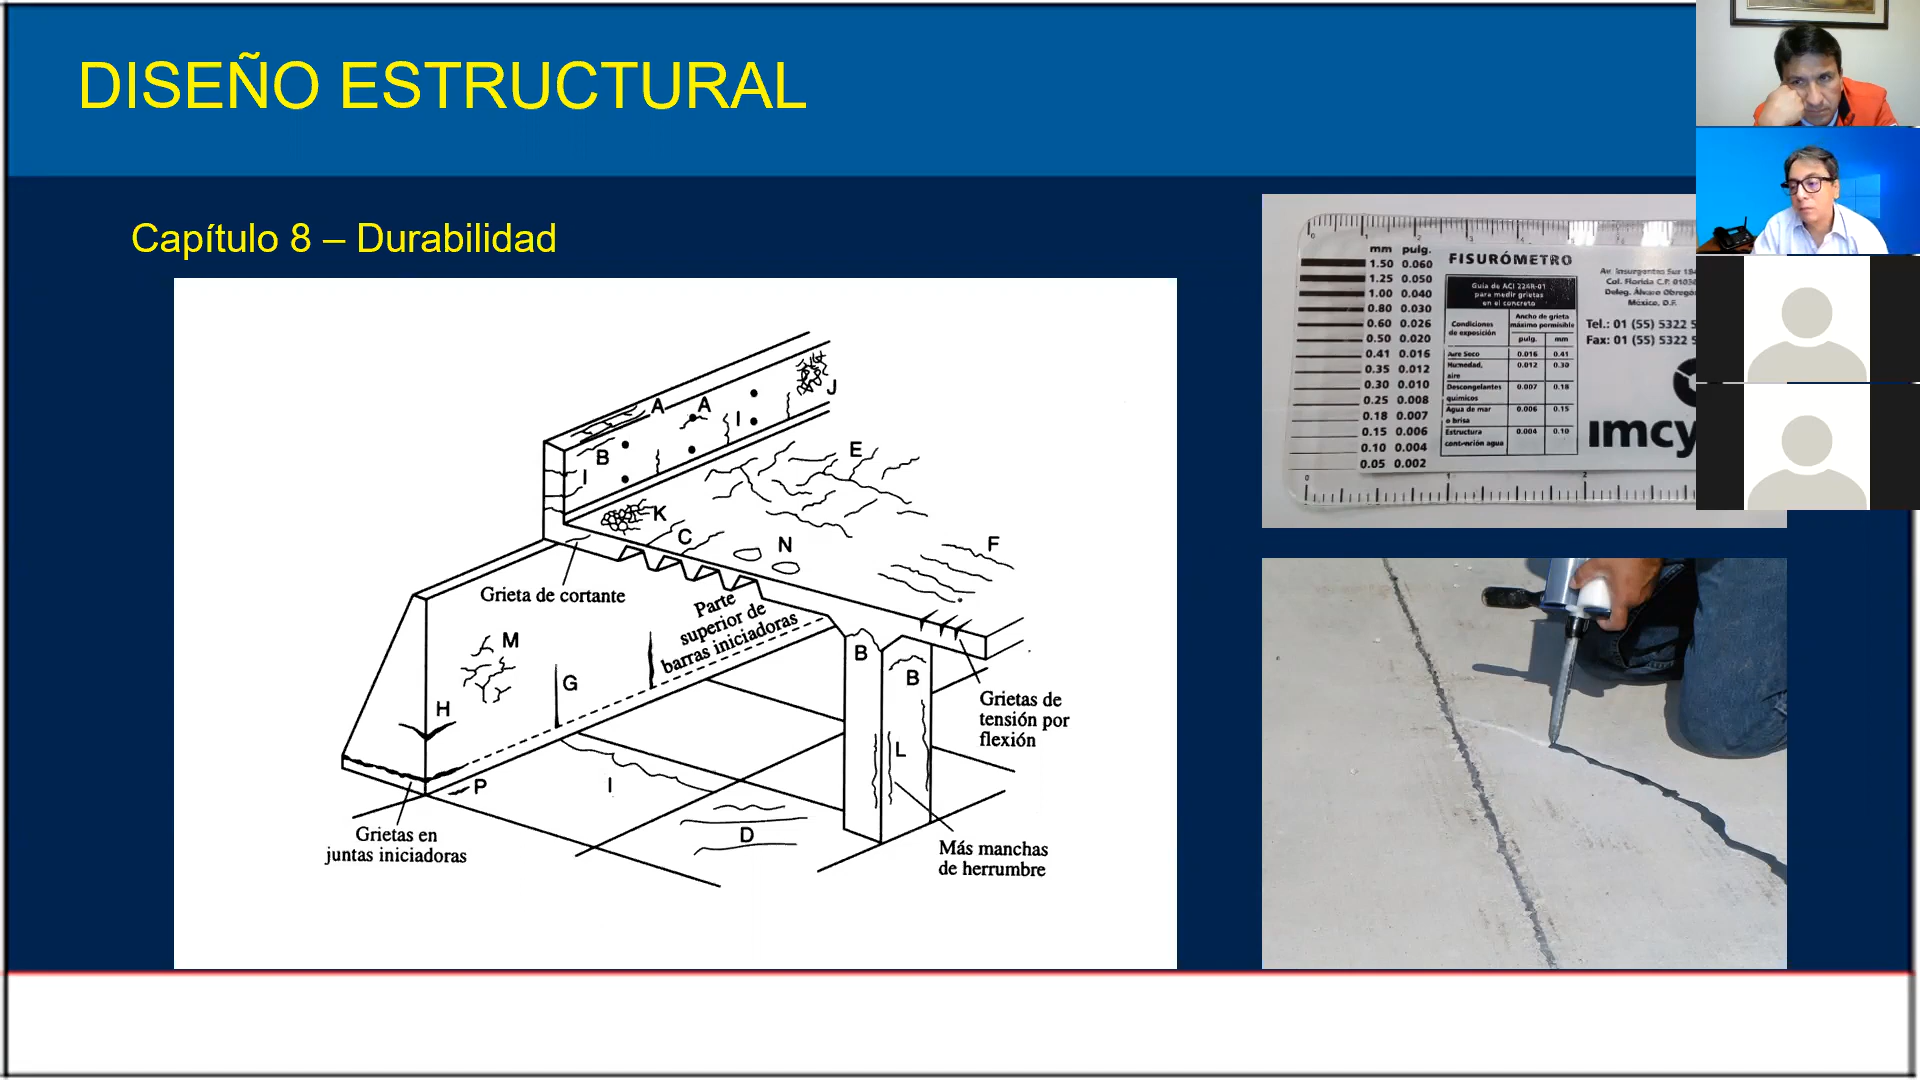 DISEÑO ESTRUCTURAL
Capítulo 8 – Durabilidad
A
A
J
I
B
I
E
K
C
N
F
Grieta de cortante
Parte
superior de
barras iniciadoras
M
G
H
B
B
Grietas de
tensión por
flexión
L
P
I
D
Grietas en
juntas iniciadoras
Más manchas
de herrumbre
mm pulg.
1.50 0.060
1.25 0.050
1.00 0.040
0.80 0.030
0.60 0.026
0.50 0.020
0.41 0.016
0.35 0.012
0.30 0.010
0.25 0.008
0.18 0.007
0.15 0.006
0.10 0.004
0.05 0.002
FISURÓMETRO
Guía de ACI 224R-01
para medir grietas
en el concreto
Condiciones
de exposición
Ancho de grieta
máximo permisible
pulg. mm
Aire Seco 0.016 0.41
Humedad, 0.012 0.30
aire
Descongelantes 0.007 0.18
químicos
Agua de mar 0.006 0.15
o brisa
Estructura 0.004 0.10
contención agua
Av. Insurgentes Sur
Col. Florida C.P.
Deleg. Álvaro
México, D.F.
Tel.: 01 (55) 5322 5
Fax: 01 (55) 5322 5
imcy